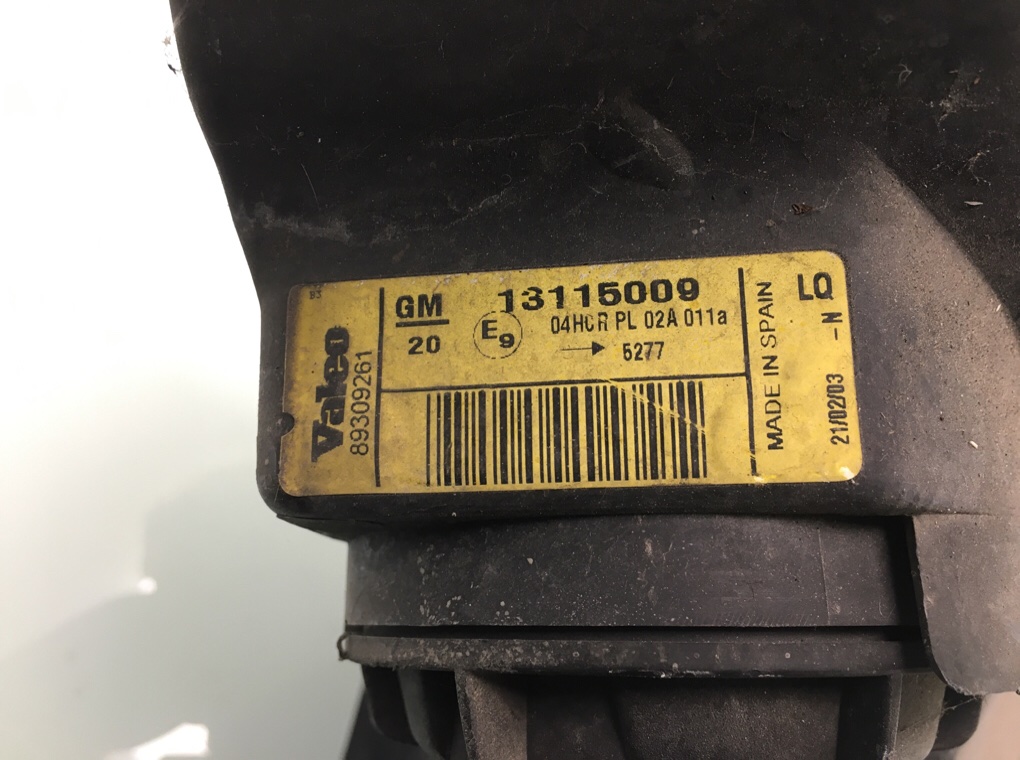 Valeo
89309261
GM
20
E9
13115009
04HCR PL 02A 011a
→ 5277
MADE IN SPAIN
LQ
-N
21/02/03